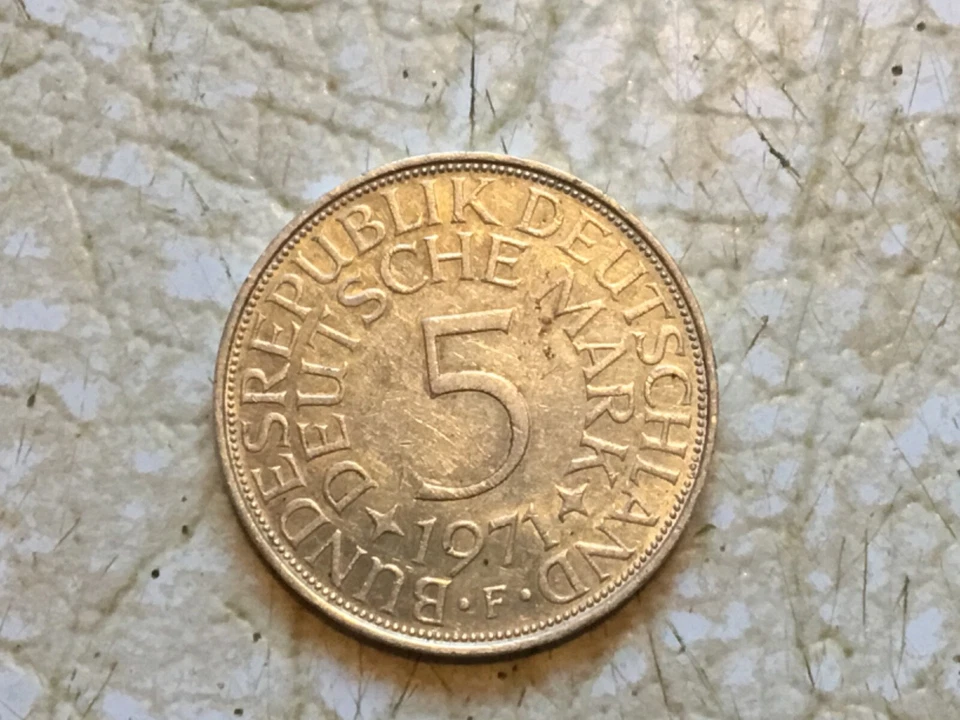 BUNDESREPUBLIK DEUTSCHLAND
DEUTSCHE MARK
5
1971
· F ·